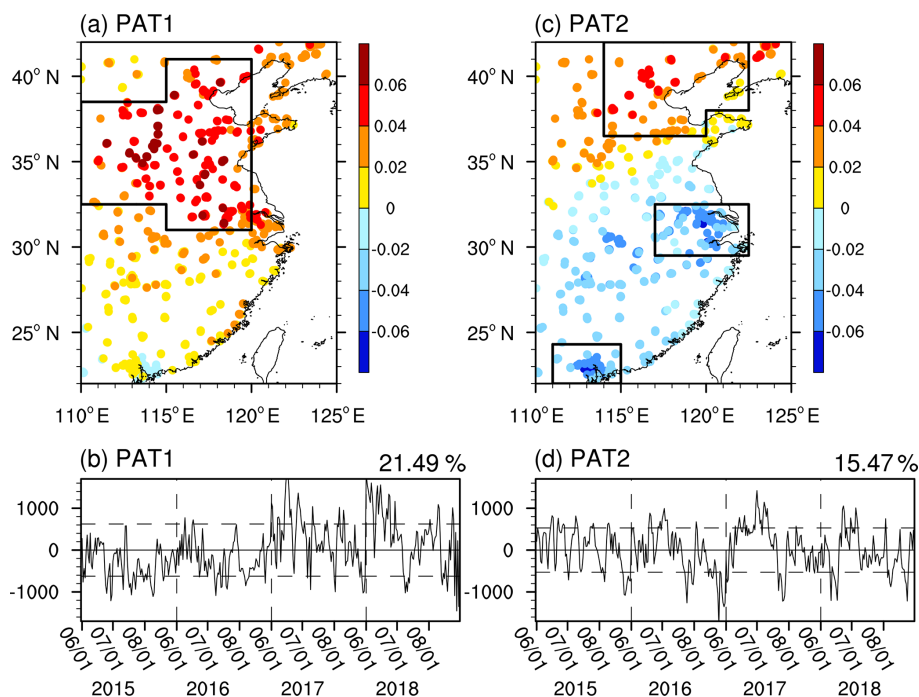 (a) PAT1
40° N
35° N
30° N
25° N
110° E
115° E
120° E
125° E
0.06
0.04
0.02
0
-0.02
-0.04
-0.06
(c) PAT2
40° N
35° N
30° N
25° N
110° E
115° E
120° E
125° E
0.06
0.04
0.02
0
-0.02
-0.04
-0.06
(b) PAT1
21.49 %
1000
0
-1000
06/01
07/01
08/01
06/01
07/01
08/01
06/01
07/01
08/01
06/01
07/01
08/01
2015
2016
2017
2018
(d) PAT2
15.47 %
1000
0
-1000
06/01
07/01
08/01
06/01
07/01
08/01
06/01
07/01
08/01
06/01
07/01
08/01
2015
2016
2017
2018